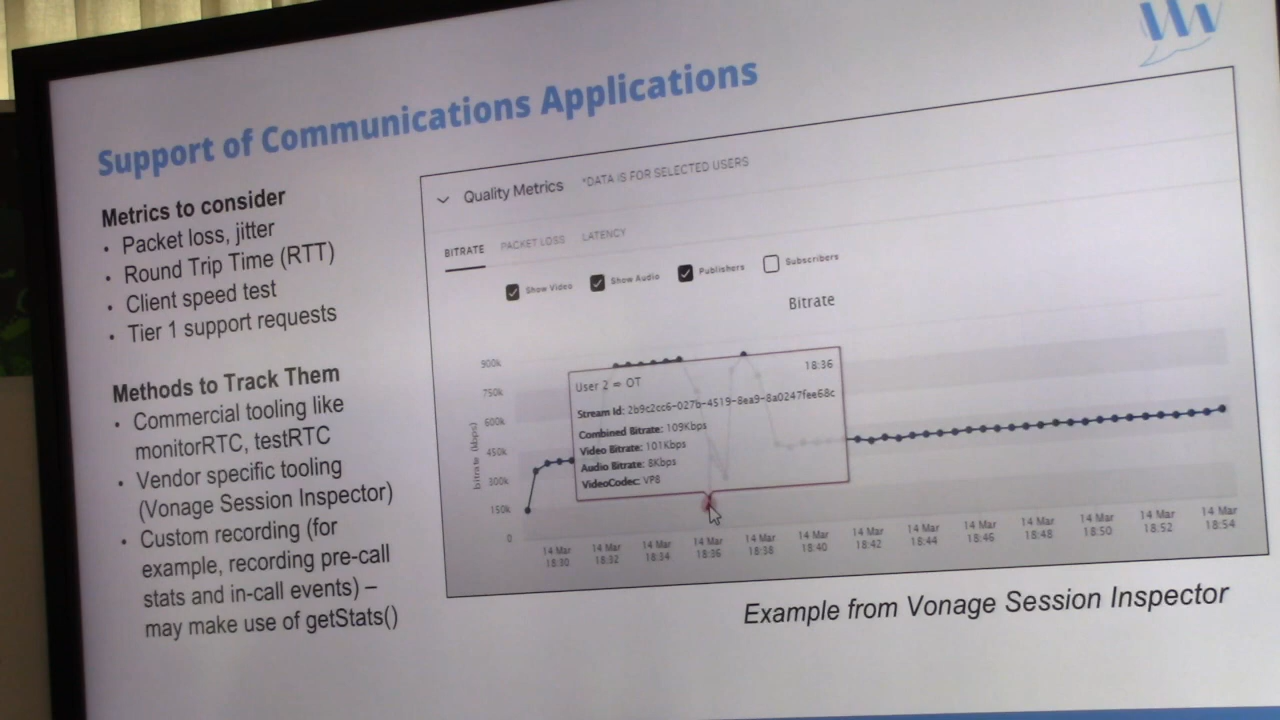 Support of Communications Applications
Metrics to consider
• Packet loss, jitter
• Round Trip Time (RTT)
• Client speed test
• Tier 1 support requests
Methods to Track Them
• Commercial tooling like
monitorRTC, testRTC
• Vendor specific tooling
(Vonage Session Inspector)
• Custom recording (for
example, recording pre-call
stats and in-call events) –
may make use of getStats()
Quality Metrics *DATA IS FOR SELECTED USERS
BITRATE PACKET LOSS LATENCY
Show Video Show Audio Publishers Subscribers
Bitrate
bitrate (kbps)
900k
750k
600k
450k
300k
150k
0
User 2 = OT 18:36
Stream Id: 2b9c2cc6-027b-4519-8ea9-8a0247fee68c
Combined Bitrate: 109Kbps
Video Bitrate: 101Kbps
Audio Bitrate: 8Kbps
VideoCodec: VP8
14 Mar 14 Mar 14 Mar 14 Mar 14 Mar 14 Mar 14 Mar 14 Mar 14 Mar 14 Mar 14 Mar 14 Mar 14 Mar
18:30 18:32 18:34 18:36 18:38 18:40 18:42 18:44 18:46 18:48 18:50 18:52 18:54
Example from Vonage Session Inspector